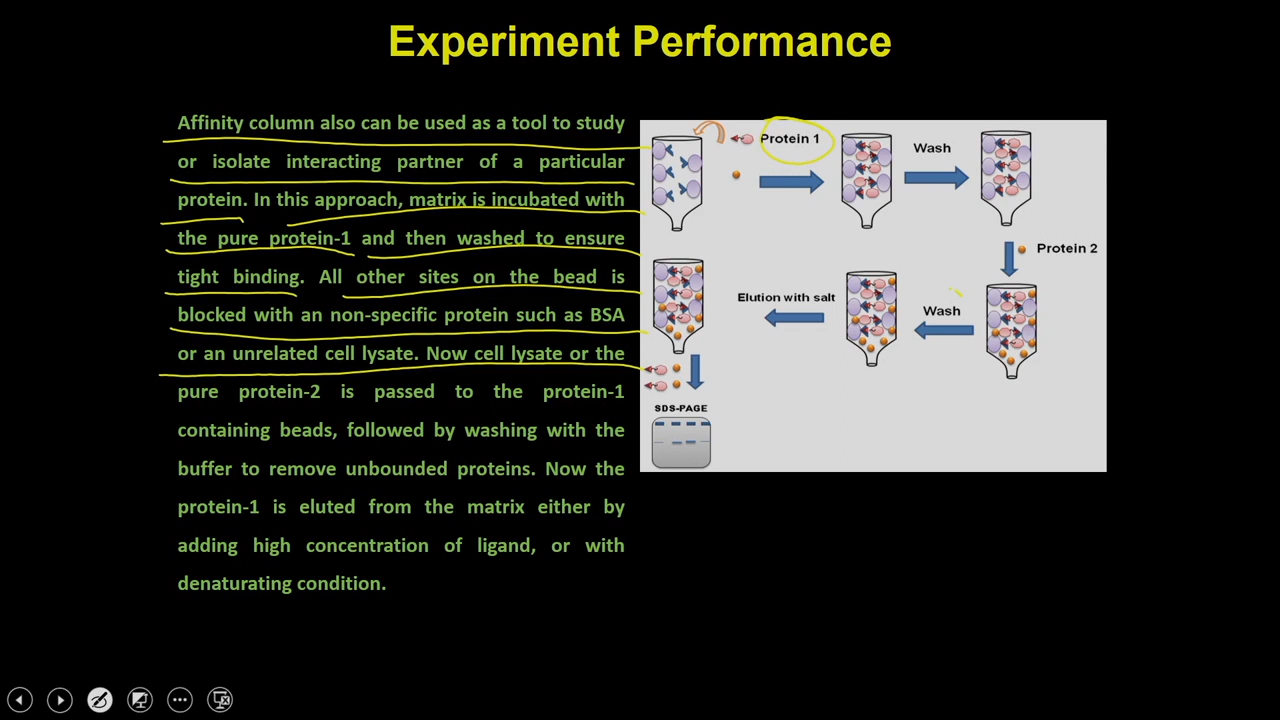 Experiment Performance
Affinity column also can be used as a tool to study
or isolate interacting partner of a particular
protein. In this approach, matrix is incubated with
the pure protein-1 and then washed to ensure
tight binding. All other sites on the bead is
blocked with an non-specific protein such as BSA
or an unrelated cell lysate. Now cell lysate or the
pure protein-2 is passed to the protein-1
containing beads, followed by washing with the
buffer to remove unbounded proteins. Now the
protein-1 is eluted from the matrix either by
adding high concentration of ligand, or with
denaturating condition.
Protein 1
Wash
Protein 2
Wash
Elution with salt
SDS-PAGE